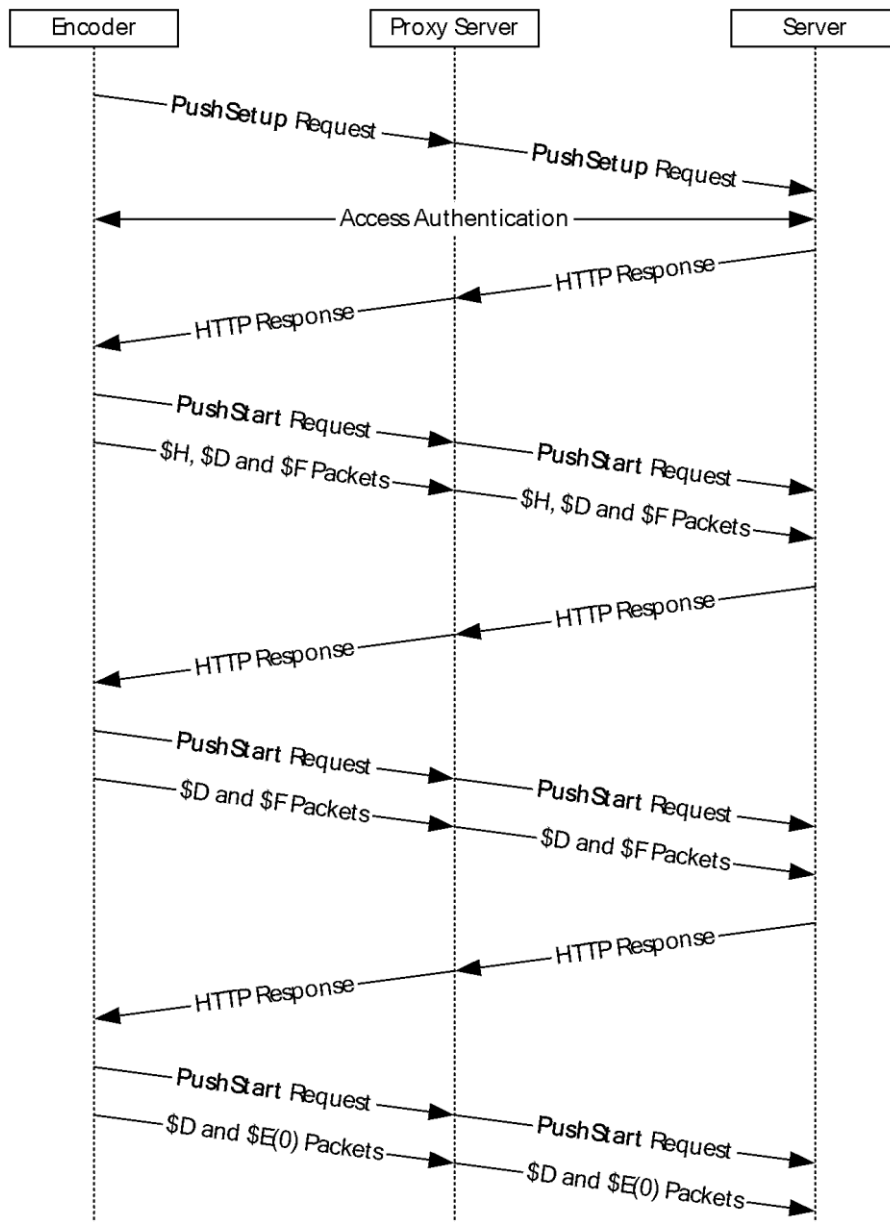 Encoder
Proxy Server
Server
PushSetup Request
PushSetup Request
Access Authentication
HTTP Response
HTTP Response
PushStart Request
PushStart Request
$H, $D and $F Packets
$H, $D and $F Packets
HTTP Response
HTTP Response
PushStart Request
PushStart Request
$D and $F Packets
$D and $F Packets
HTTP Response
HTTP Response
PushStart Request
PushStart Request
$D and $E(0) Packets
$D and $E(0) Packets